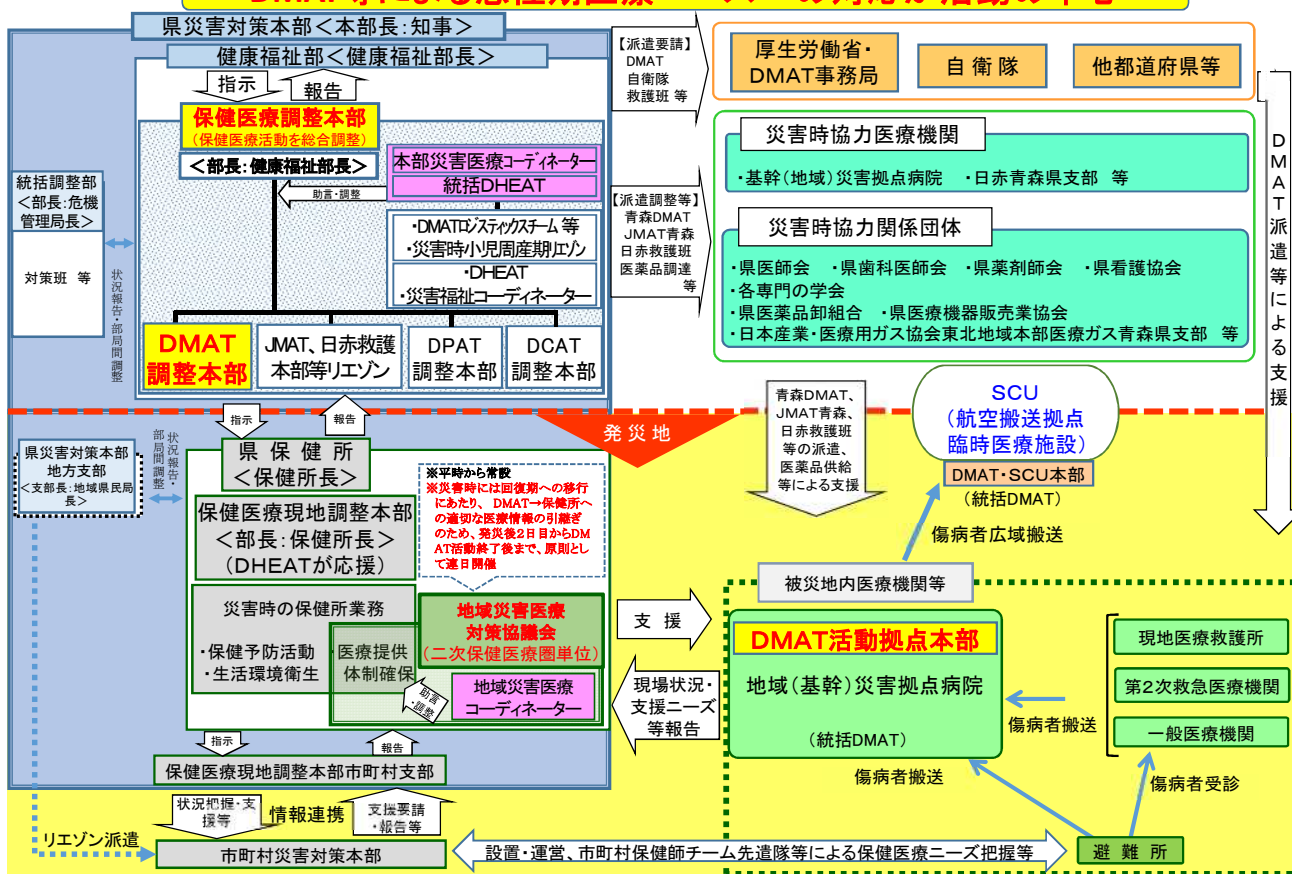 県災害対策本部＜本部長：知事＞
健康福祉部＜健康福祉部長＞
指示
報告
保健医療調整本部
（保健医療活動を総合調整）
＜部長：健康福祉部長＞
本部災害医療コーディネーター
統括DHEAT
助言・調整
・DMATロジスティックスチーム 等
・災害時小児周産期リエゾン
・DHEAT
・災害福祉コーディネーター
統括調整部
＜部長：危機
管理局長＞
対策班 等
状況報告・部局間調整
DMAT
調整本部
JMAT、日赤救護
本部等リエゾン
DPAT
調整本部
DCAT
調整本部
【派遣要請】
DMAT
自衛隊
救護班 等
【派遣調整等】
青森DMAT
JMAT青森
日赤救護班
医薬品調達
等
厚生労働省・
DMAT事務局
自衛隊
他都道府県等
災害時協力医療機関
・基幹（地域）災害拠点病院 ・日赤青森県支部 等
災害時協力関係団体
・県医師会 ・県歯科医師会 ・県薬剤師会 ・県看護協会
・各専門の学会
・県医薬品卸組合 ・県医療機器販売業協会
・日本産業・医療用ガス協会東北地域本部医療ガス青森県支部 等
DMAT派遣等による支援
指示
報告
発災地
青森DMAT、
JMAT青森、
日赤救護班
等の派遣、
医薬品供給
等による支援
SCU
（航空搬送拠点
臨時医療施設）
DMAT・SCU本部
（統括DMAT）
傷病者広域搬送
県災害対策本部
地方支部
＜支部長：地域県民局
長＞
状況報告・
部局間調整
県保健所
＜保健所長＞
保健医療現地調整本部
＜部長：保健所長＞
（DHEATが応援）
※平時から常設
※災害時には回復期への移行
にあたり、 DMAT→保健所へ
の適切な医療情報の引継ぎ
のため、発災後2日目からDM
AT活動終了後まで、原則とし
て連日開催
災害時の保健所業務
・保健予防活動
・生活環境衛生
・医療提供
体制確保
地域災害医療
対策協議会
（二次保健医療圏単位）
助言・調整
地域災害医療
コーディネーター
支援
現場状況・
支援ニーズ
等報告
被災地内医療機関等
DMAT活動拠点本部
地域（基幹）災害拠点病院
（統括DMAT）
傷病者搬送
現地医療救護所
第2次救急医療機関
一般医療機関
傷病者搬送
傷病者受診
指示
報告
保健医療現地調整本部市町村支部
状況把握・支
援等
情報連携
支援要請
・報告等
リエゾン派遣
市町村災害対策本部
設置・運営、市町村保健師チーム先遣隊等による保健医療ニーズ把握等
避難所